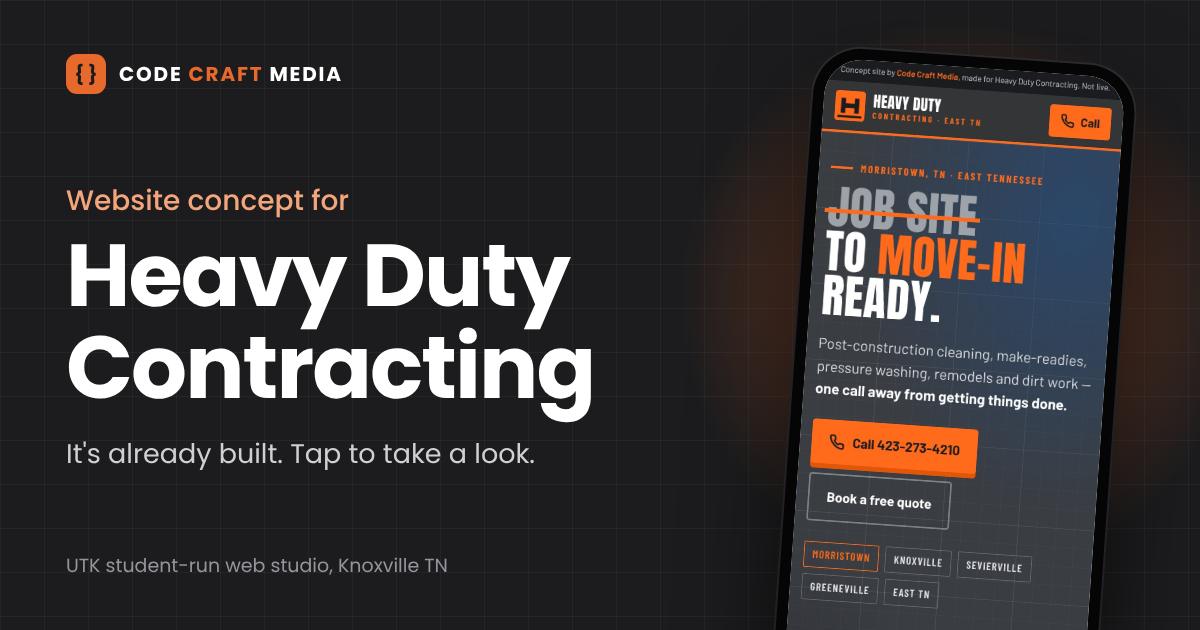 { } CODE CRAFT MEDIA
Website concept for
Heavy Duty
Contracting
It's already built. Tap to take a look.
UTK student-run web studio, Knoxville TN
Concept site by Code Craft Media, made for Heavy Duty Contracting. Not live.
H
HEAVY DUTY
CONTRACTING · EAST TN
Call
MORRISTOWN, TN · EAST TENNESSEE
JOB SITE
TO MOVE-IN
READY.
Post-construction cleaning, make-readies,
pressure washing, remodels and dirt work —
one call away from getting things done.
Call 423-273-4210
Book a free quote
MORRISTOWN
KNOXVILLE
SEVIERVILLE
GREENEVILLE
EAST TN